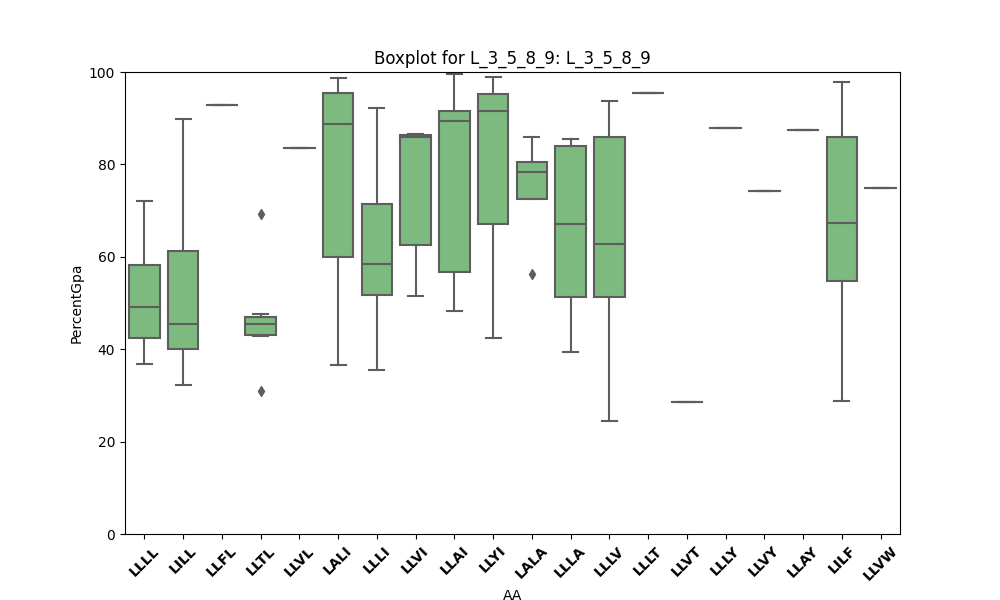 Boxplot for L_3_5_8_9: L_3_5_8_9
100
80
60
40
20
0
PercentGpa
LLLL LILL LLFL LLTL LLVL LALI LLLI LLVI LLAI LLYI LALA LLLA LLLV LLLT LLVT LLLY LLVY LLAY LILF LLVW
AA